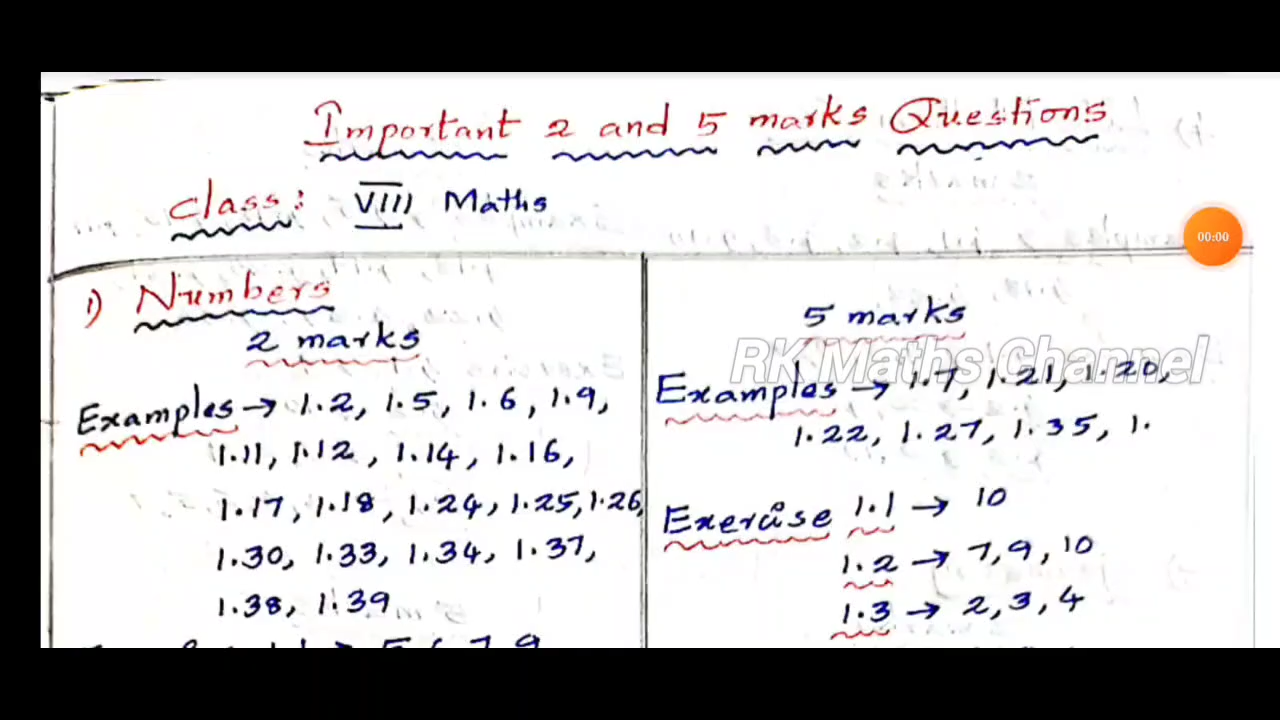 Important 2 and 5 marks Questions
Class: VIII Maths
00:00
1) Numbers
2 marks
Examples → 1.2, 1.5, 1.6, 1.9,
1.11, 1.12, 1.14, 1.16,
1.17, 1.18, 1.24, 1.25, 1.26,
1.30, 1.33, 1.34, 1.37,
1.38, 1.39
5 marks
RK Maths Channel
Examples → 1.7, 1.21, 1.20,
1.22, 1.27, 1.35, 1.
Exercise 1.1 → 10
1.2 → 7, 9, 10
1.3 → 2, 3, 4